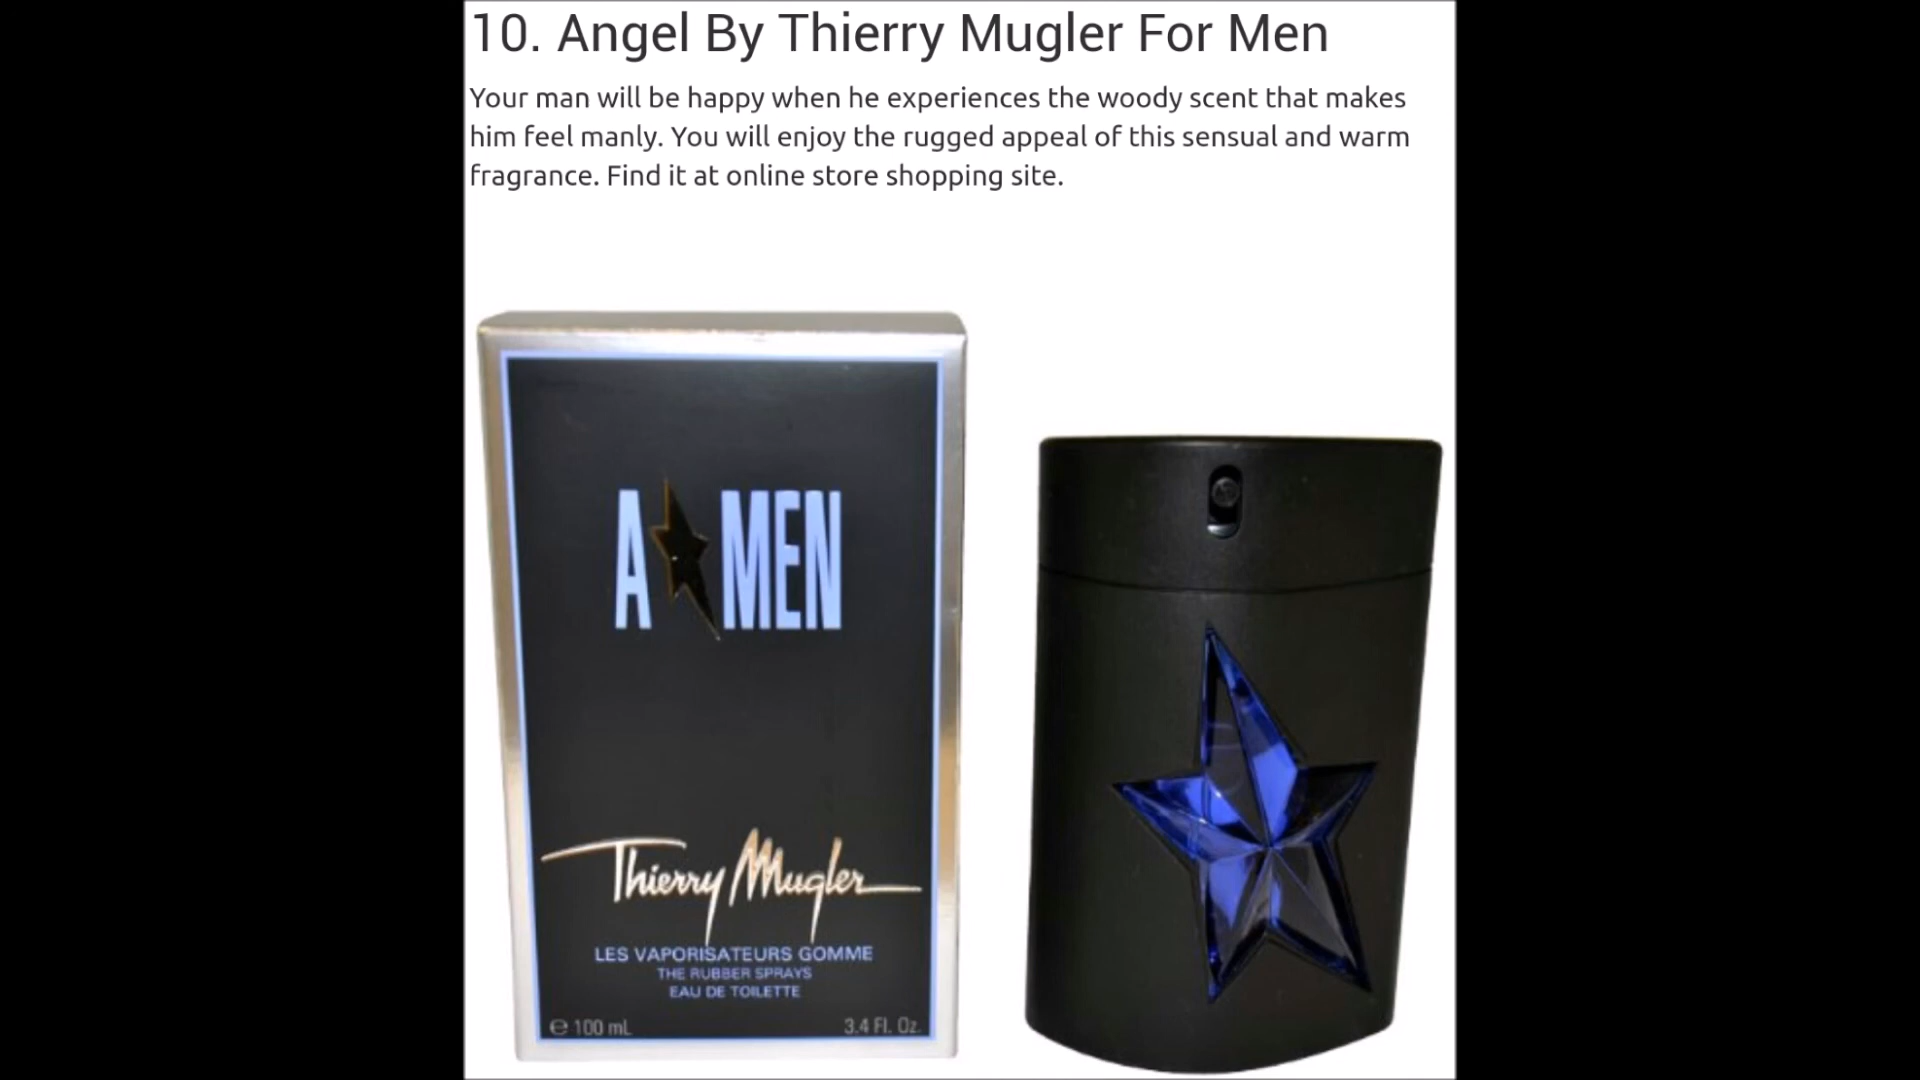 10. Angel By Thierry Mugler For Men
Your man will be happy when he experiences the woody scent that makes
him feel manly. You will enjoy the rugged appeal of this sensual and warm
fragrance. Find it at online store shopping site.
A MEN
Thierry Mugler
LES VAPORISATEURS GOMME
THE RUBBER SPRAYS
EAU DE TOILETTE
℮ 100 mL 3.4 Fl. Oz.